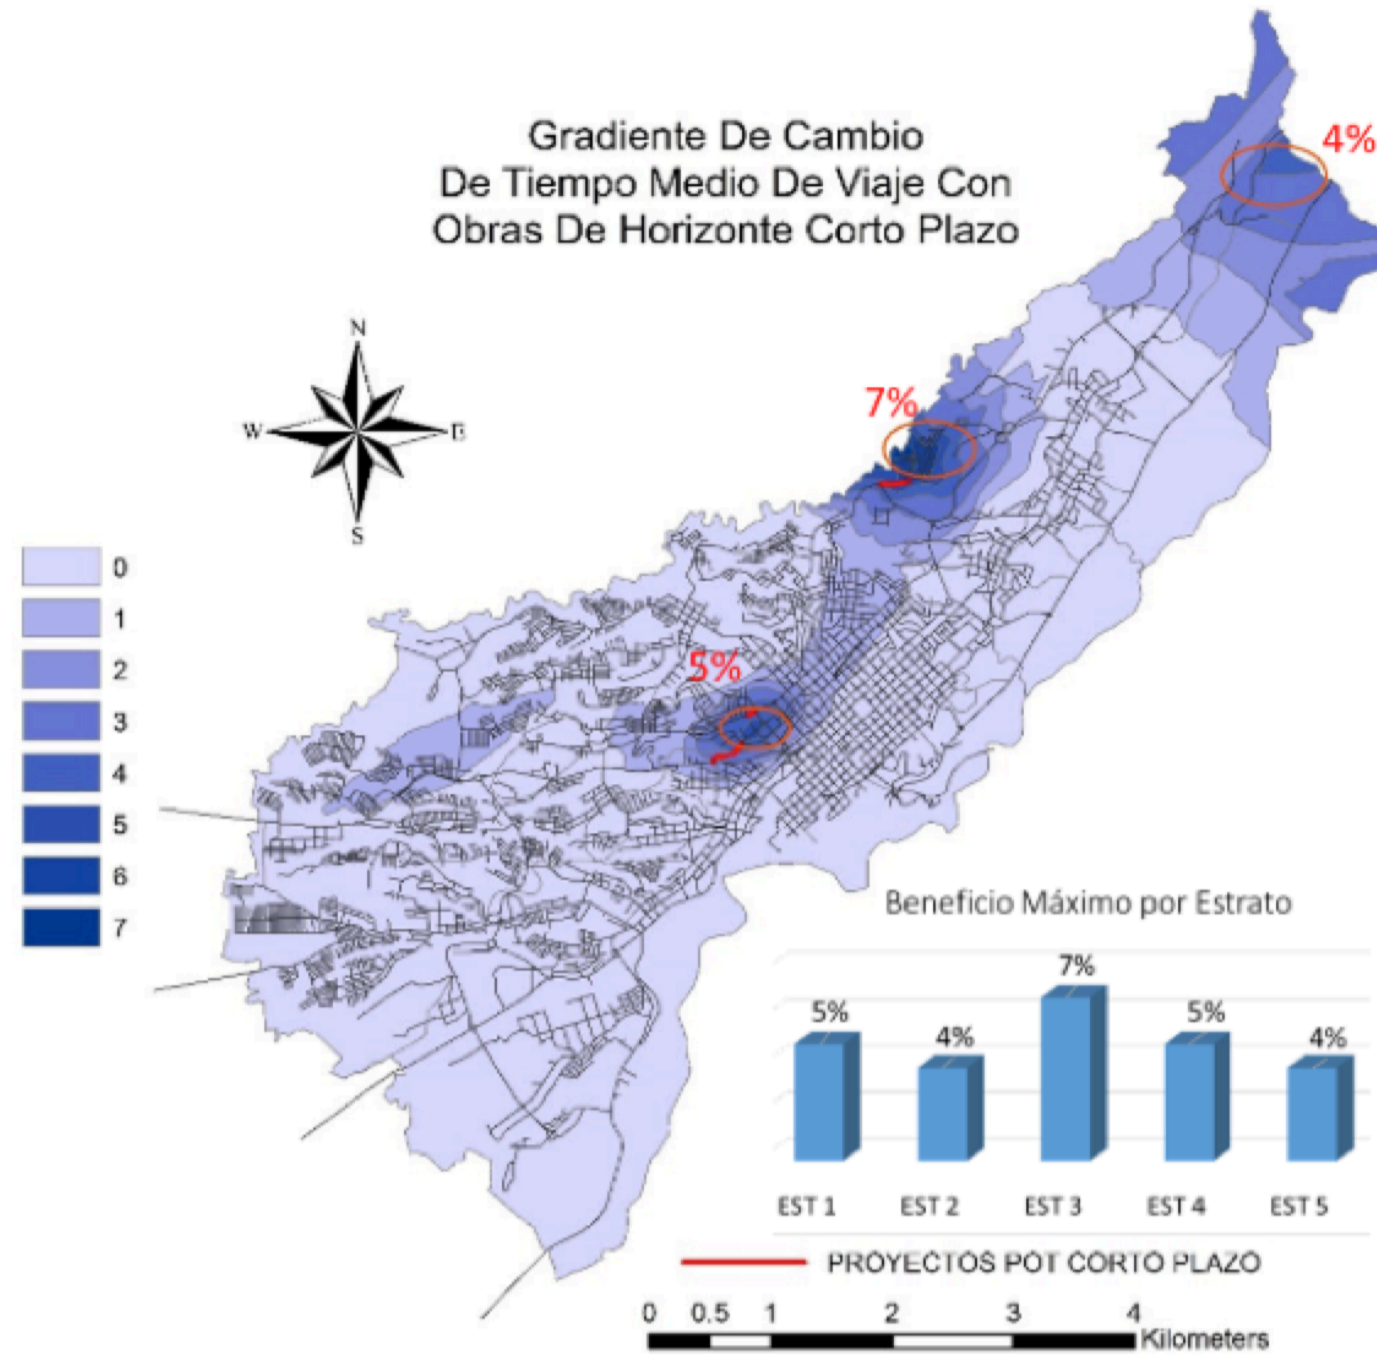 Gradiente De Cambio
De Tiempo Medio De Viaje Con
Obras De Horizonte Corto Plazo
4%
7%
5%
N
W
E
S
0
1
2
3
4
5
6
7
Beneficio Máximo por Estrato
5%
4%
7%
5%
4%
EST 1
EST 2
EST 3
EST 4
EST 5
PROYECTOS POT CORTO PLAZO
0 0.5 1 2 3 4
Kilometers